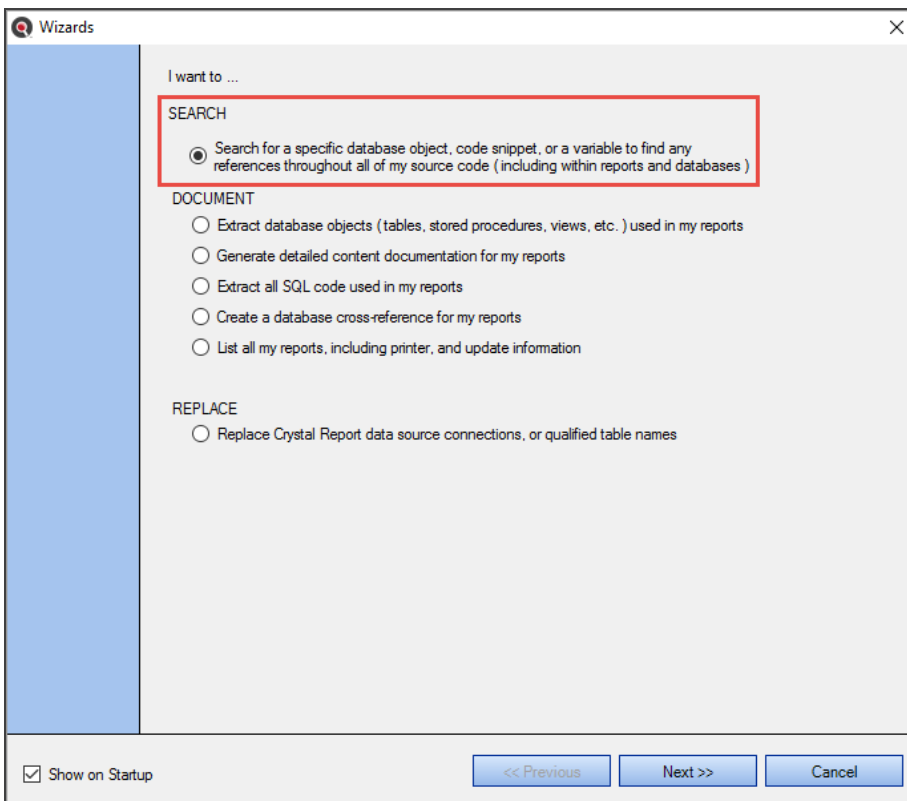 Wizards
I want to ...
SEARCH
Search for a specific database object, code snippet, or a variable to find any
references throughout all of my source code ( including within reports and databases )
DOCUMENT
Extract database objects ( tables, stored procedures, views, etc. ) used in my reports
Generate detailed content documentation for my reports
Extract all SQL code used in my reports
Create a database cross-reference for my reports
List all my reports, including printer, and update information
REPLACE
Replace Crystal Report data source connections, or qualified table names
Show on Startup
<< Previous
Next >>
Cancel